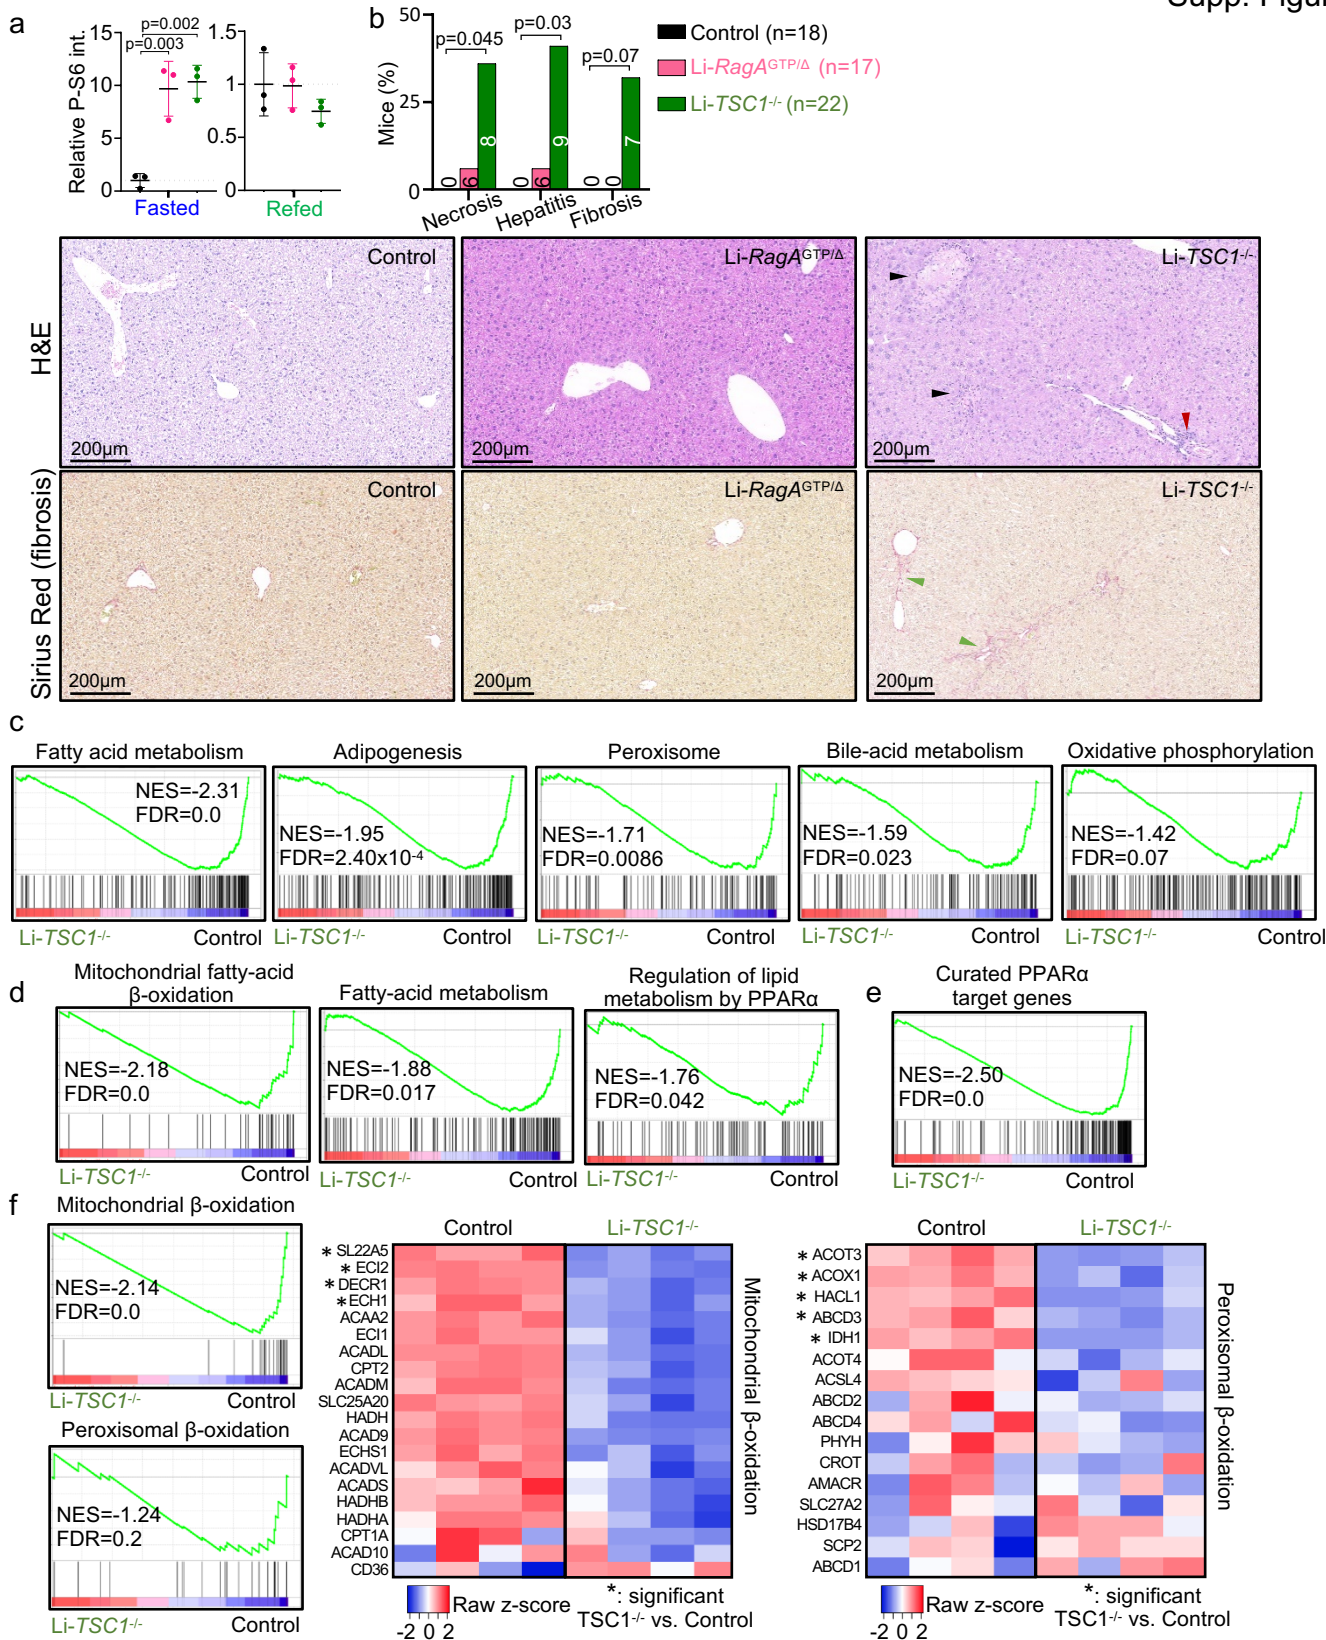 Supp. Figu
a
Relative P-S6 int.
15
10
5
0
p=0.002
p=0.003
Fasted
1.5
1
0.5
0
Refed
b
Mice (%)
50
25
0
p=0.045
p=0.03
p=0.07
0
6
8
0
6
9
0
0
7
Necrosis
Hepatitis
Fibrosis
Control (n=18)
Li-RagA^GTP/Δ (n=17)
Li-TSC1^-/- (n=22)
H&E
Control
200µm
Li-RagA^GTP/Δ
200µm
Li-TSC1^-/-
200µm
Sirius Red (fibrosis)
Control
200µm
Li-RagA^GTP/Δ
200µm
Li-TSC1^-/-
200µm
c
Fatty acid metabolism
NES=-2.31
FDR=0.0
Li-TSC1^-/- Control
Adipogenesis
NES=-1.95
FDR=2.40x10^-4
Li-TSC1^-/- Control
Peroxisome
NES=-1.71
FDR=0.0086
Li-TSC1^-/- Control
Bile-acid metabolism
NES=-1.59
FDR=0.023
Li-TSC1^-/- Control
Oxidative phosphorylation
NES=-1.42
FDR=0.07
Li-TSC1^-/- Control
d
Mitochondrial fatty-acid
β-oxidation
NES=-2.18
FDR=0.0
Li-TSC1^-/- Control
Fatty-acid metabolism
NES=-1.88
FDR=0.017
Li-TSC1^-/- Control
Regulation of lipid
metabolism by PPARα
NES=-1.76
FDR=0.042
Li-TSC1^-/- Control
e
Curated PPARα
target genes
NES=-2.50
FDR=0.0
Li-TSC1^-/- Control
f
Mitochondrial β-oxidation
NES=-2.14
FDR=0.0
Li-TSC1^-/- Control
Peroxisomal β-oxidation
NES=-1.24
FDR=0.2
Li-TSC1^-/- Control
Control Li-TSC1^-/-
* SL22A5
* ECI2
* DECR1
* ECH1
ACAA2
ECI1
ACADL
CPT2
ACADM
SLC25A20
HADH
ACAD9
ECHS1
ACADVL
ACADS
HADHB
HADHA
CPT1A
ACAD10
CD36
Mitochondrial β-oxidation
Raw z-score
-2 0 2
*: significant
TSC1^-/- vs. Control
Control Li-TSC1^-/-
* ACOT3
* ACOX1
* HACL1
* ABCD3
* IDH1
ACOT4
ACSL4
ABCD2
ABCD4
PHYH
CROT
AMACR
SLC27A2
HSD17B4
SCP2
ABCD1
Peroxisomal β-oxidation
Raw z-score
-2 0 2
*: significant
TSC1^-/- vs. Control